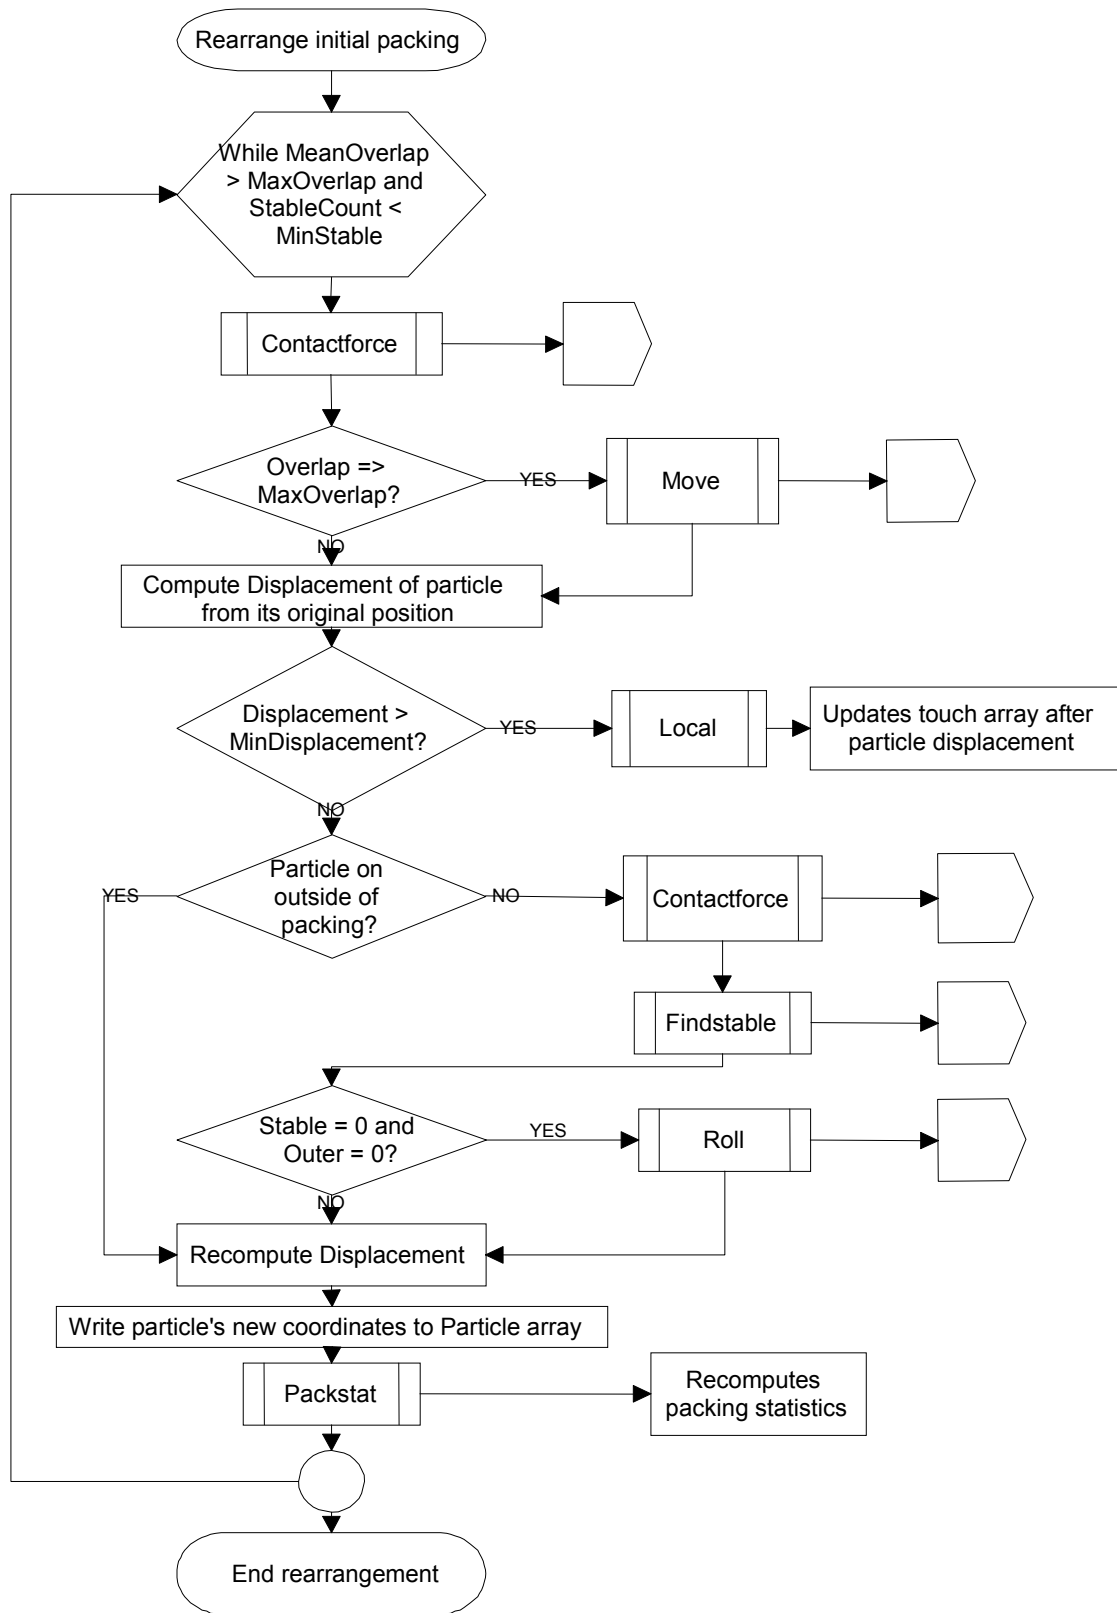 Rearrange initial packing
While MeanOverlap
> MaxOverlap and
StableCount <
MinStable
Contactforce
Overlap =>
MaxOverlap?
YES
Move
NO
Compute Displacement of particle
from its original position
Displacement >
MinDisplacement?
YES
Local
Updates touch array after
particle displacement
NO
Particle on
outside of
packing?
YES
NO
Contactforce
Findstable
Stable = 0 and
Outer = 0?
YES
Roll
NO
Recompute Displacement
Write particle's new coordinates to Particle array
Packstat
Recomputes
packing statistics
End rearrangement